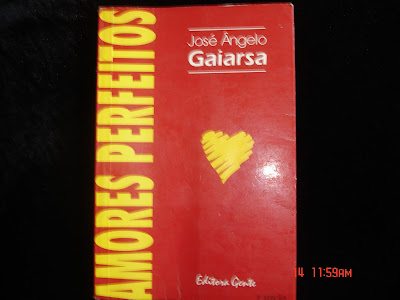 AMORES PERFEITOS
José Ângelo
Gaiarsa
Editora Gente
4 11:59AM